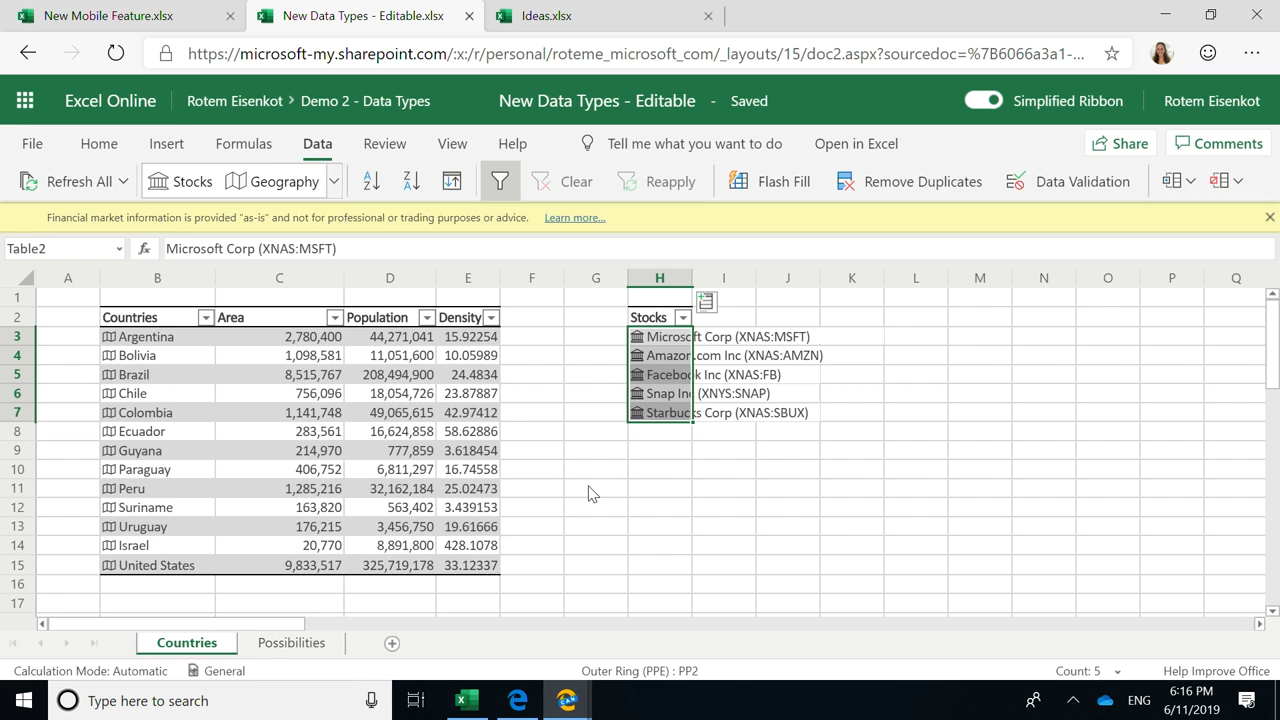 New Mobile Feature.xlsx New Data Types - Editable.xlsx Ideas.xlsx
https://microsoft-my.sharepoint.com/:x:/r/personal/roteme_microsoft_com/_layouts/15/doc2.aspx?sourcedoc=%7B6066a3a1-...
Excel Online Rotem Eisenkot > Demo 2 - Data Types New Data Types - Editable - Saved Simplified Ribbon Rotem Eisenkot
File Home Insert Formulas Data Review View Help Tell me what you want to do Open in Excel Share Comments
Refresh All Stocks Geography Clear Reapply Flash Fill Remove Duplicates Data Validation
Financial market information is provided "as-is" and not for professional or trading purposes or advice. Learn more...
Table2 fx Microsoft Corp (XNAS:MSFT)
A B C D E F G H I J K L M N O P Q
1
2 Countries Area Population Density Stocks
3 Argentina 2,780,400 44,271,041 15.92254 Microsoft Corp (XNAS:MSFT)
4 Bolivia 1,098,581 11,051,600 10.05989 Amazon.com Inc (XNAS:AMZN)
5 Brazil 8,515,767 208,494,900 24.4834 Facebook Inc (XNAS:FB)
6 Chile 756,096 18,054,726 23.87887 Snap Inc (XNYS:SNAP)
7 Colombia 1,141,748 49,065,615 42.97412 Starbucks Corp (XNAS:SBUX)
8 Ecuador 283,561 16,624,858 58.62886
9 Guyana 214,970 777,859 3.618454
10 Paraguay 406,752 6,811,297 16.74558
11 Peru 1,285,216 32,162,184 25.02473
12 Suriname 163,820 563,402 3.439153
13 Uruguay 176,215 3,456,750 19.61666
14 Israel 20,770 8,891,800 428.1078
15 United States 9,833,517 325,719,178 33.12337
16
17
Countries Possibilities
Calculation Mode: Automatic General Outer Ring (PPE) : PP2 Count: 5 Help Improve Office
Type here to search ENG 6:16 PM
6/11/2019